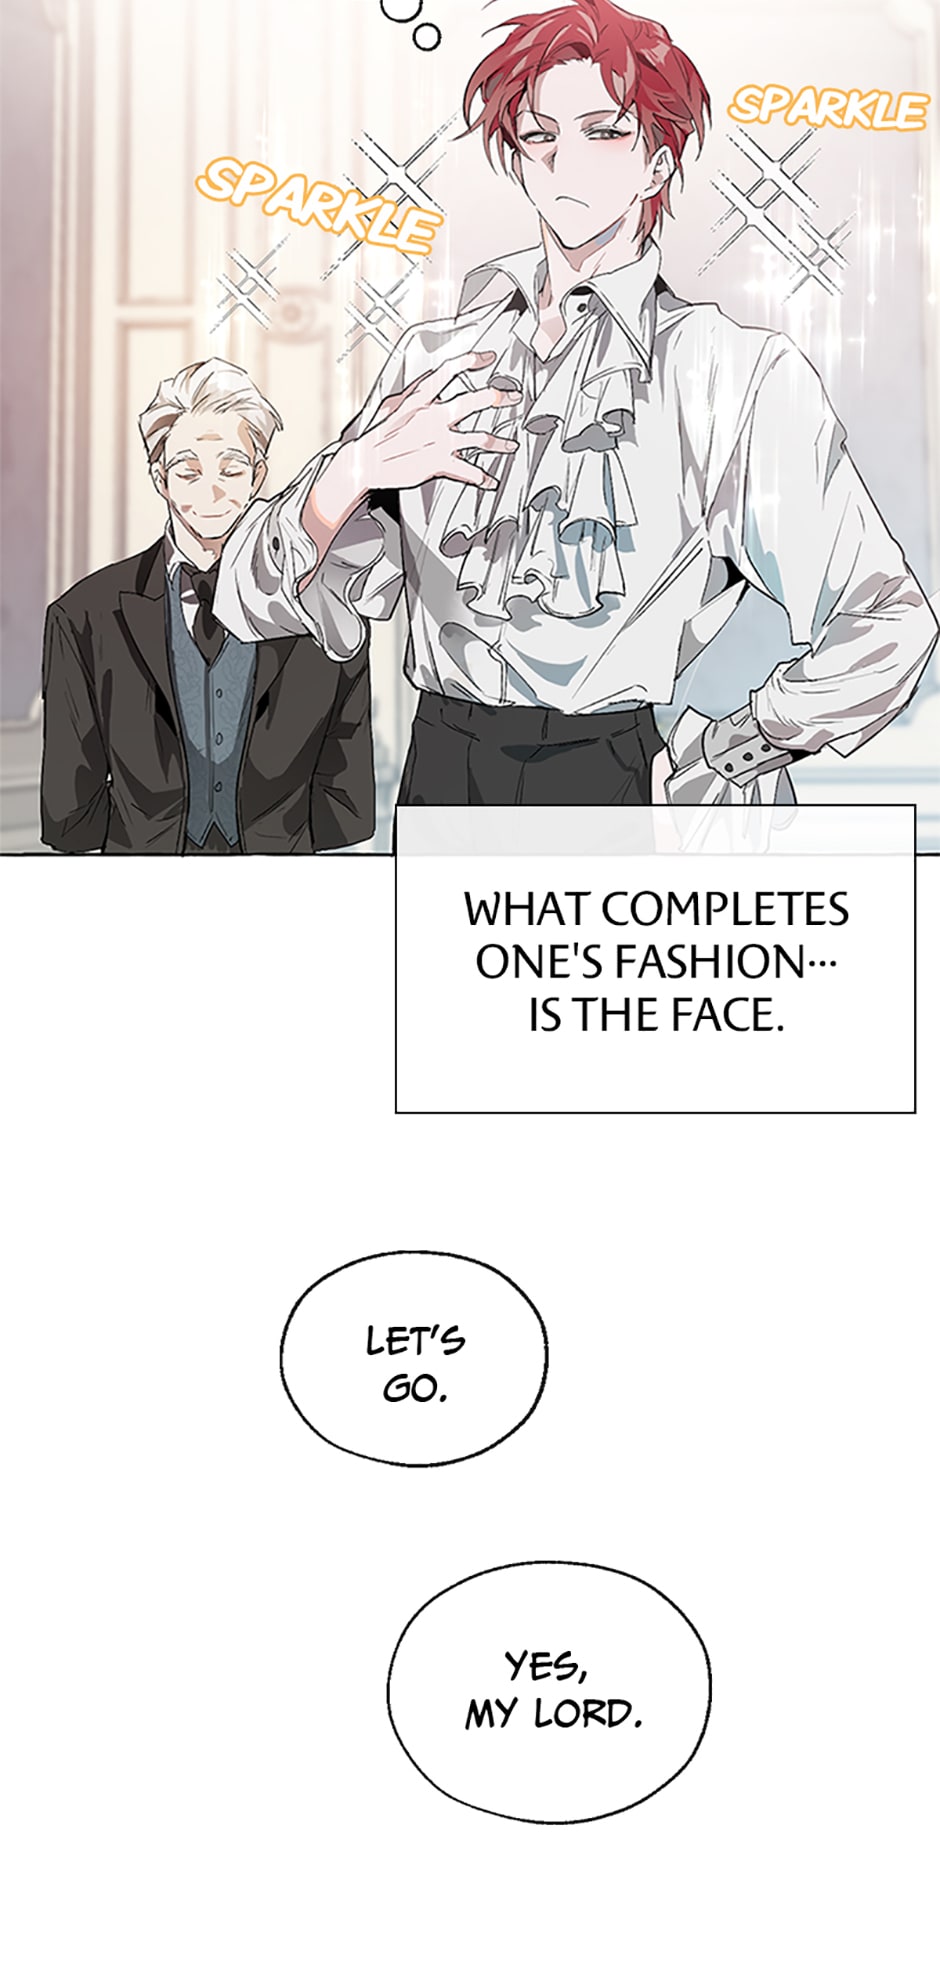 SPARKLE
SPARKLE
WHAT COMPLETES
ONE'S FASHION...
IS THE FACE.
LET'S
GO.
YES,
MY LORD.